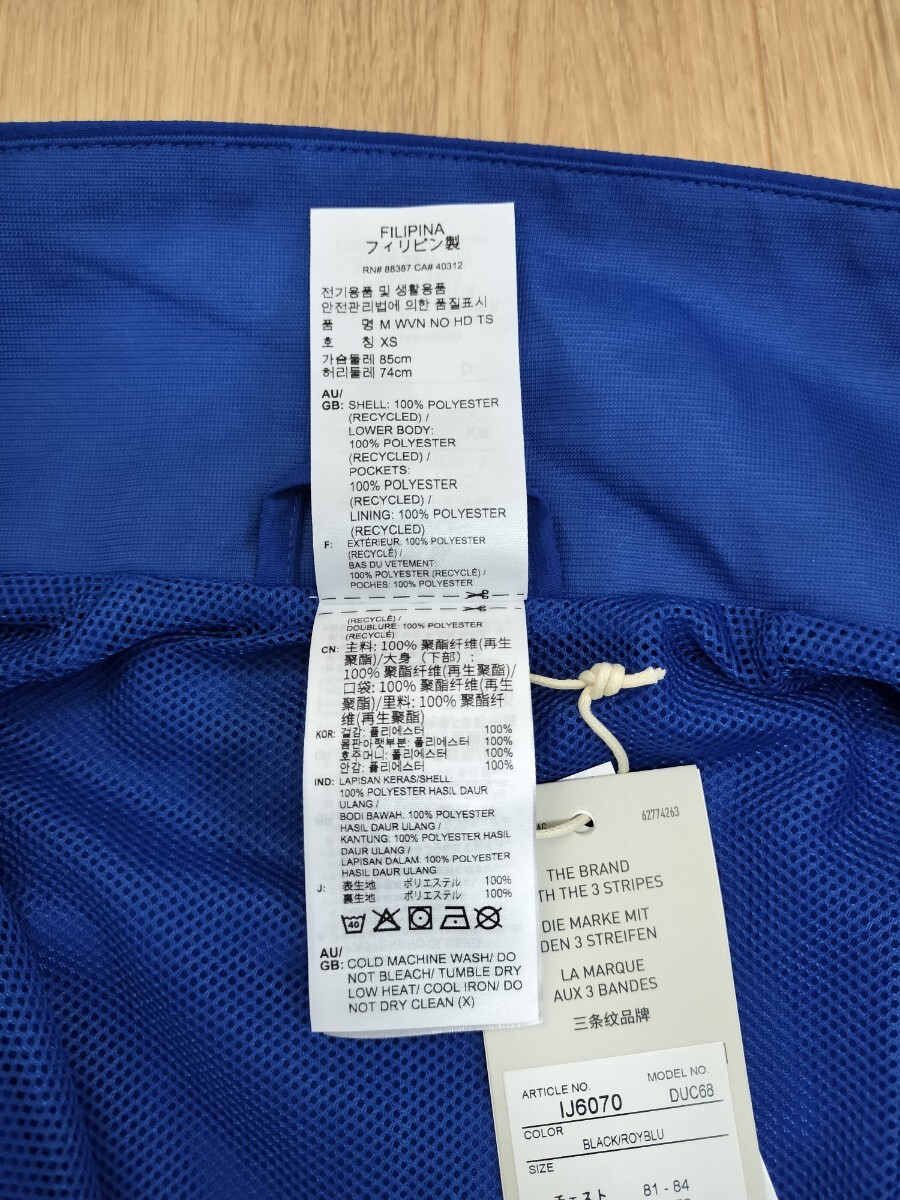 FILIPINA
フィリピン製
RN# 88387 CA# 40312
전기용품 및 생활용품
안전관리법에 의한 품질표시
품 명 M WVN NO HD TS
호 칭 XS
가슴둘레 85cm
허리둘레 74cm
AU/
GB: SHELL: 100% POLYESTER
(RECYCLED) /
LOWER BODY:
100% POLYESTER
(RECYCLED) /
POCKETS:
100% POLYESTER
(RECYCLED) /
LINING: 100% POLYESTER
(RECYCLED)
F: EXTÉRIEUR: 100% POLYESTER
(RECYCLÉ) /
BAS DU VETEMENT:
100% POLYESTER (RECYCLÉ) /
POCHES: 100% POLYESTER
(RECYCLÉ) /
DOUBLURE: 100% POLYESTER
(RECYCLÉ)
CN: 主料: 100% 聚酯纤维(再生
聚酯)/大身（下部）:
100% 聚酯纤维(再生聚酯)/
口袋: 100% 聚酯纤维(再生
聚酯)/里料: 100% 聚酯纤
维(再生聚酯)
KOR: 겉감: 폴리에스터 100%
몸판아랫부분: 폴리에스터 100%
호주머니: 폴리에스터 100%
안감: 폴리에스터 100%
IND: LAPISAN KERAS/SHELL:
100% POLYESTER HASIL DAUR
ULANG /
BODI BAWAH: 100% POLYESTER
HASIL DAUR ULANG /
KANTUNG: 100% POLYESTER HASIL
DAUR ULANG /
LAPISAN DALAM: 100% POLYESTER
HASIL DAUR ULANG
J: 表生地 ポリエステル 100%
裏生地 ポリエステル 100%
40
AU/
GB: COLD MACHINE WASH/ DO
NOT BLEACH/ TUMBLE DRY
LOW HEAT/ COOL IRON/ DO
NOT DRY CLEAN (X)
62774263
THE BRAND
TH THE 3 STRIPES
DIE MARKE MIT
DEN 3 STREIFEN
LA MARQUE
AUX 3 BANDES
三条纹品牌
ARTICLE NO. MODEL NO.
IJ6070 DUC68
COLOR
BLACK/ROYBLU
SIZE
チェスト 81 - 84